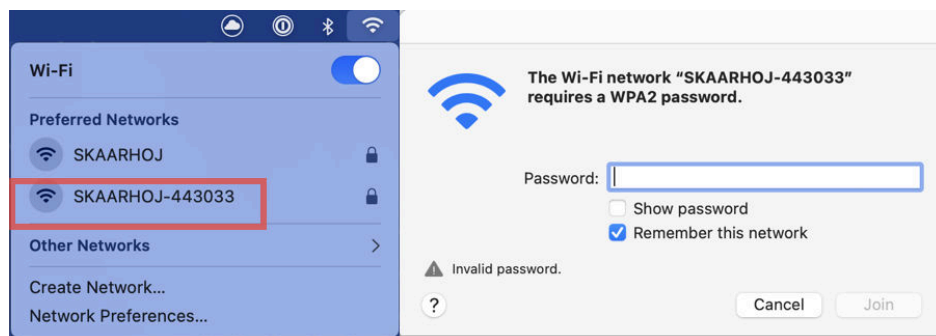 Wi-Fi
Preferred Networks
SKAARHOJ
SKAARHOJ-443033
Other Networks
Create Network...
Network Preferences...
The Wi-Fi network “SKAARHOJ-443033”
requires a WPA2 password.
Password:
Show password
Remember this network
Invalid password.
?
Cancel
Join